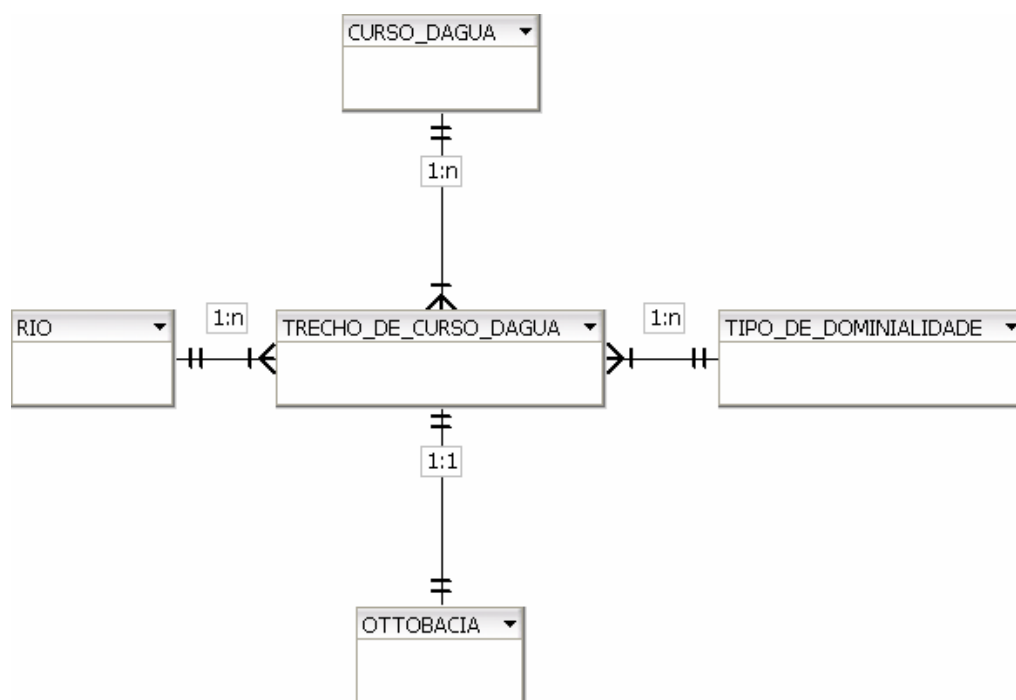 CURSO_DAGUA
1:n
RIO
1:n
TRECHO_DE_CURSO_DAGUA
1:n
TIPO_DE_DOMINIALIDADE
1:1
OTTOBACIA